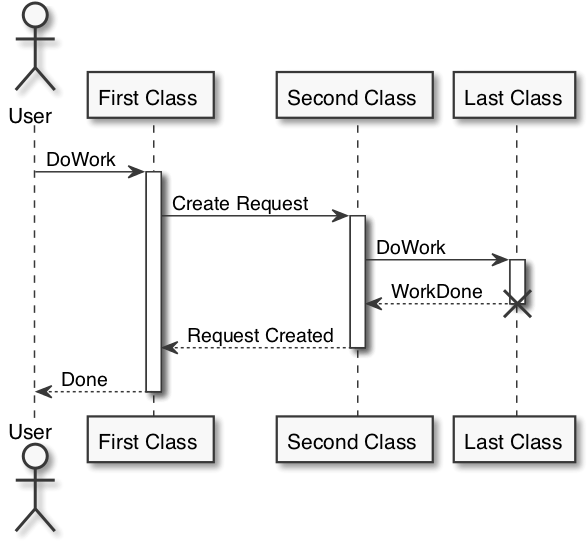 User
First Class
Second Class
Last Class
DoWork
Create Request
DoWork
WorkDone
Request Created
Done
User
First Class
Second Class
Last Class